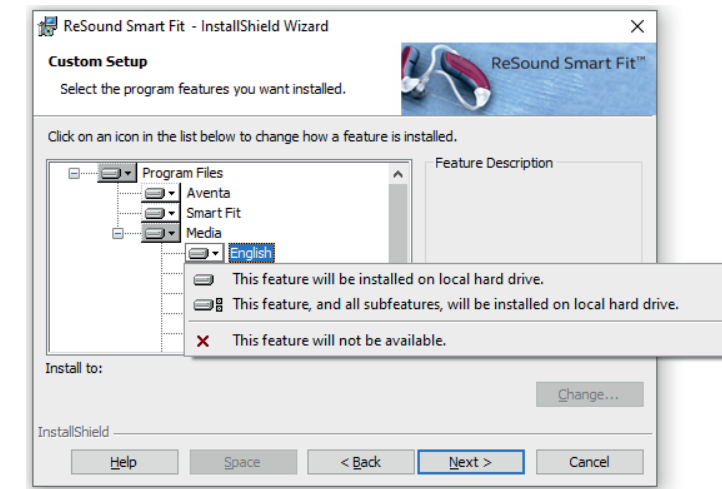 ReSound Smart Fit - InstallShield Wizard
Custom Setup
Select the program features you want installed.
ReSound Smart Fit™
Click on an icon in the list below to change how a feature is installed.
Program Files
Aventa
Smart Fit
Media
English
Feature Description
This feature will be installed on local hard drive.
This feature, and all subfeatures, will be installed on local hard drive.
This feature will not be available.
Install to:
Change...
InstallShield
Help
Space
< Back
Next >
Cancel